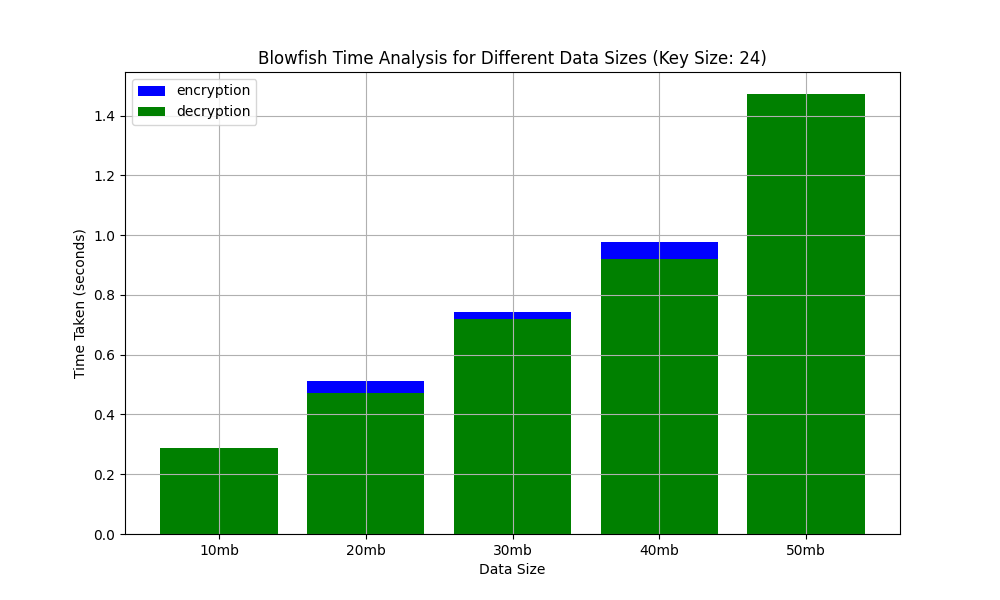 Blowfish Time Analysis for Different Data Sizes (Key Size: 24)
encryption
decryption
Time Taken (seconds)
1.4
1.2
1.0
0.8
0.6
0.4
0.2
0.0
10mb 20mb 30mb 40mb 50mb
Data Size